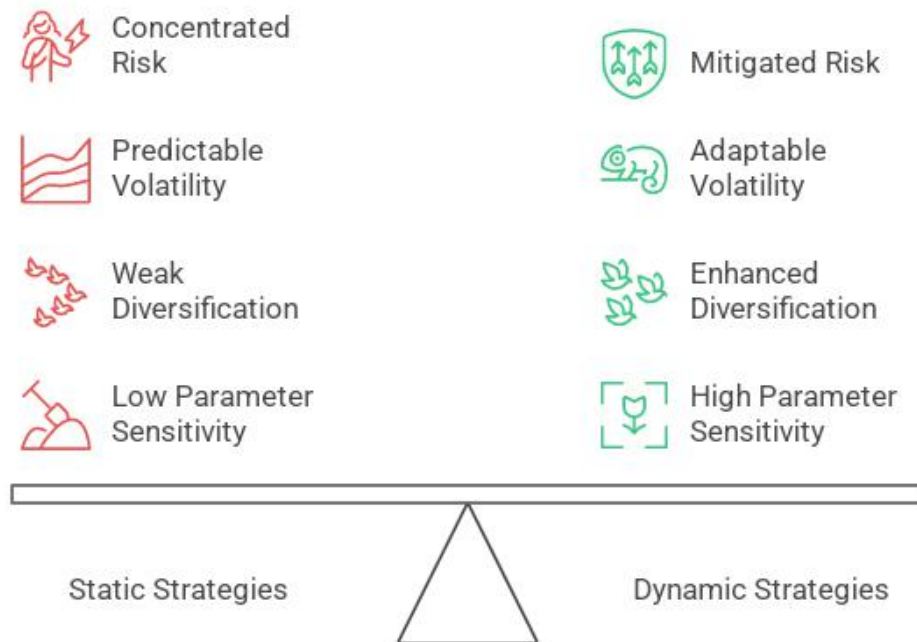 Concentrated
Risk
Predictable
Volatility
Weak
Diversification
Low Parameter
Sensitivity
Mitigated Risk
Adaptable
Volatility
Enhanced
Diversification
High Parameter
Sensitivity
Static Strategies
Dynamic Strategies